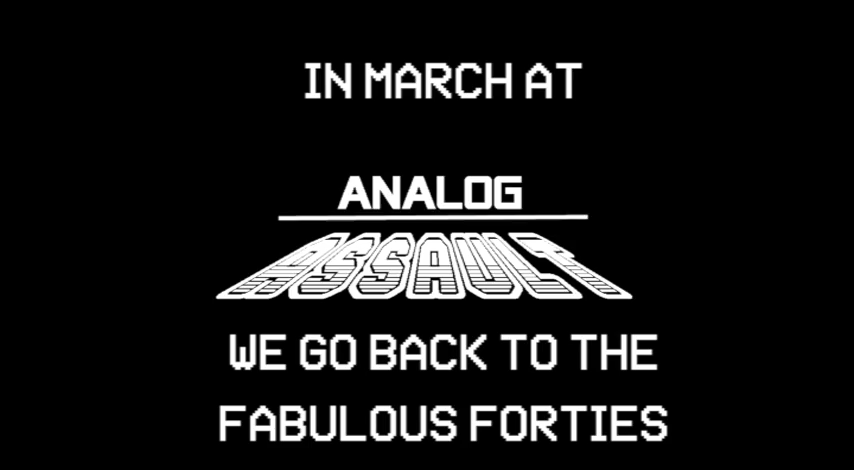 IN MARCH AT
ANALOG
ASSAULT
WE GO BACK TO THE
FABULOUS FORTIES